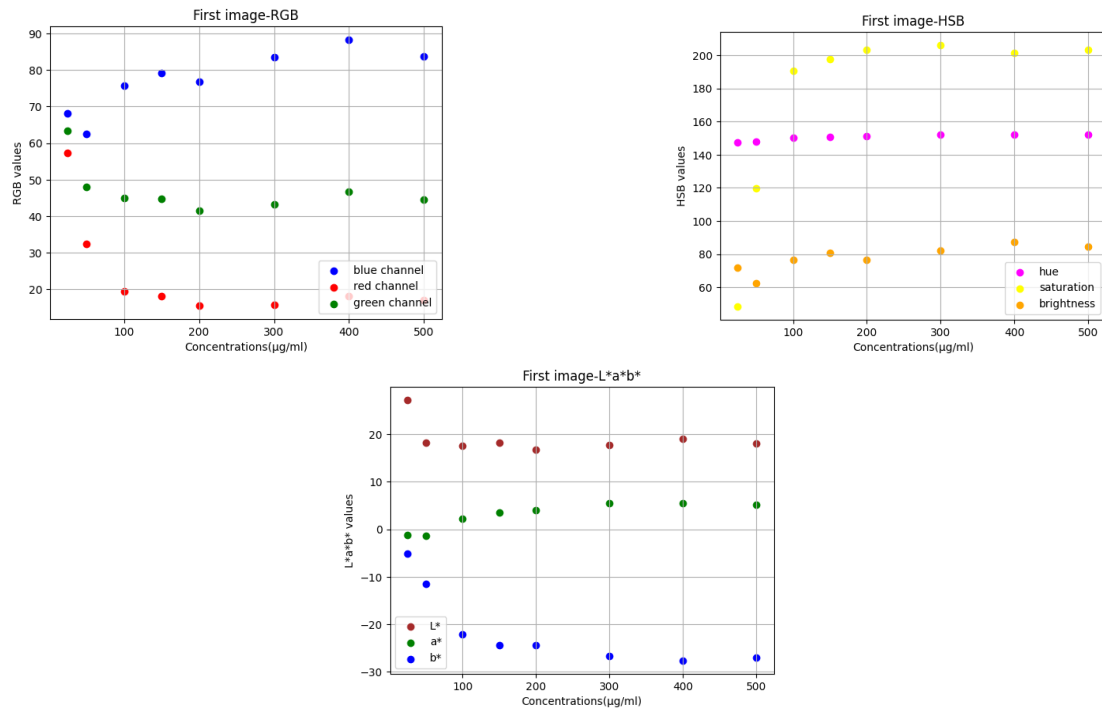 First image-RGB
90
80
70
60
50
40
30
20
RGB values
blue channel
red channel
green channel
100
200
300
400
500
Concentrations(µg/ml)
First image-HSB
200
180
160
140
120
100
80
60
HSB values
hue
saturation
brightness
100
200
300
400
500
Concentrations(µg/ml)
First image-L*a*b*
20
10
0
−10
−20
−30
L*a*b* values
L*
a*
b*
100
200
300
400
500
Concentrations(µg/ml)